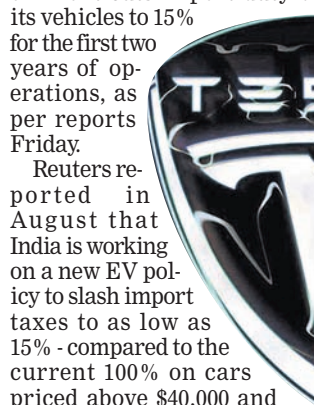 its vehicles to 15%
for the first two
years of op-
erations, as
per reports
Friday.
Reuters re-
ported in
August that
India is working
on a new EV pol-
icy to slash import
taxes to as low as
15% - compared to the
current 100% on cars
priced above $40,000 and
TES